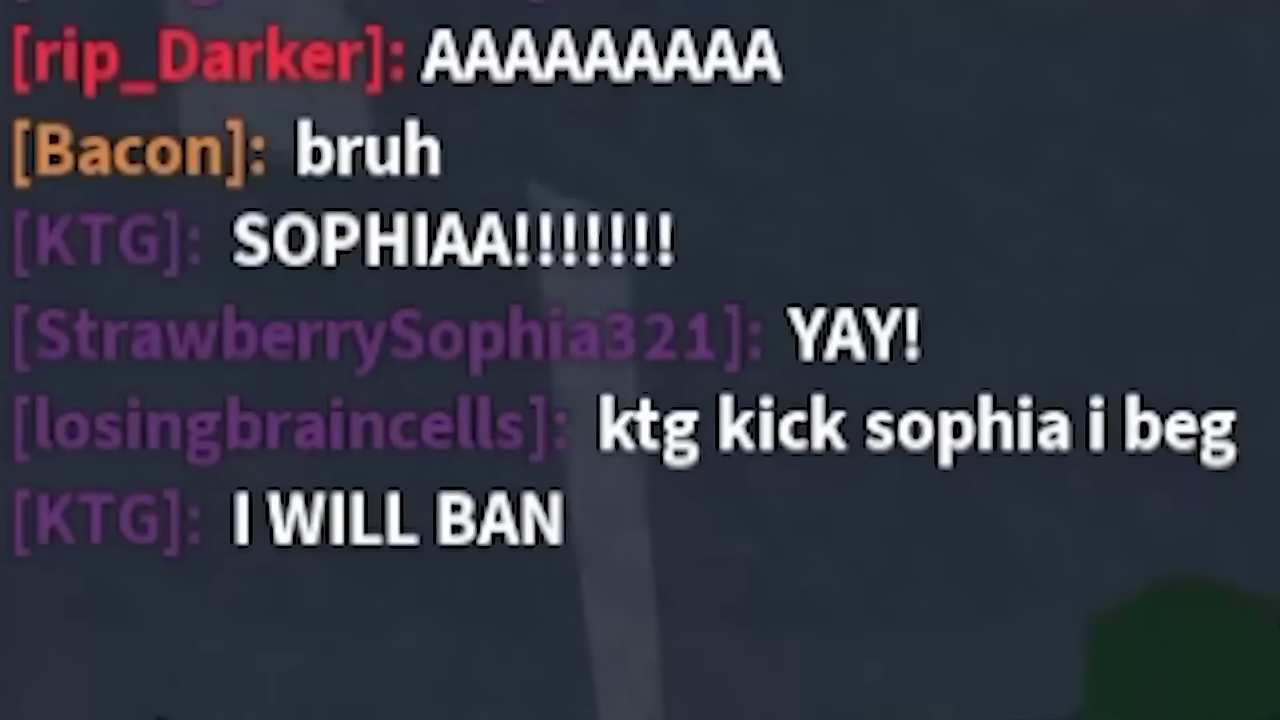 [rip_Darker]: AAAAAAAAA
[Bacon]: bruh
[KTG]: SOPHIAA!!!!!!!
[StrawberrySophia321]: YAY!
[losingbraincells]: ktg kick sophia i beg
[KTG]: I WILL BAN